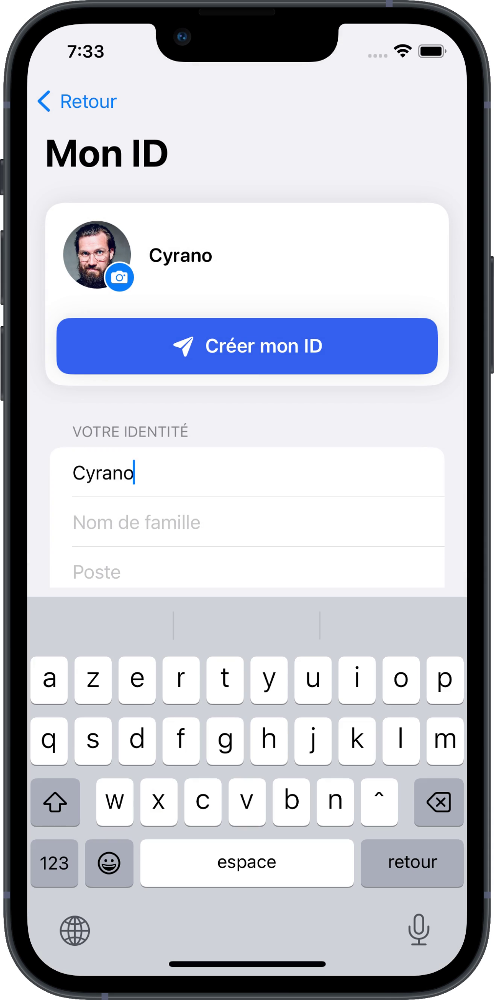 7:33
Retour
Mon ID
Cyrano
Créer mon ID
VOTRE IDENTITÉ
Cyrano
Nom de famille
Poste
a z e r t y u i o p
q s d f g h j k l m
w x c v b n ^
123 espace retour